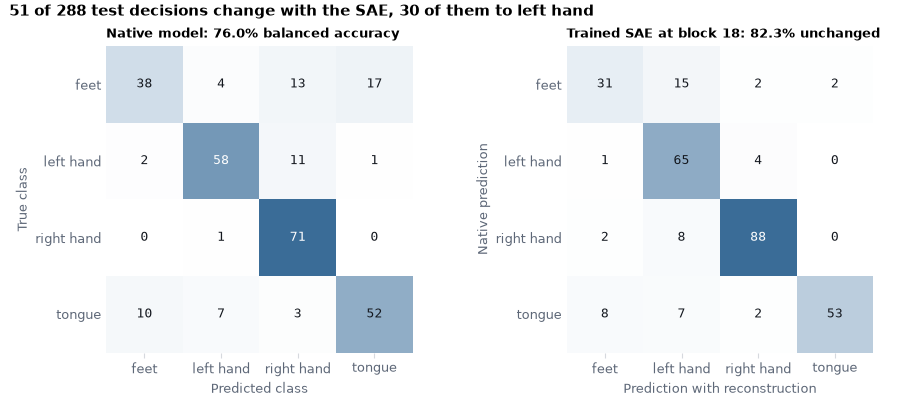 51 of 288 test decisions change with the SAE, 30 of them to left hand
Native model: 76.0% balanced accuracy
True class
feet 38 4 13 17
left hand 2 58 11 1
right hand 0 1 71 0
tongue 10 7 3 52
feet left hand right hand tongue
Predicted class
Trained SAE at block 18: 82.3% unchanged
Native prediction
feet 31 15 2 2
left hand 1 65 4 0
right hand 2 8 88 0
tongue 8 7 2 53
feet left hand right hand tongue
Prediction with reconstruction